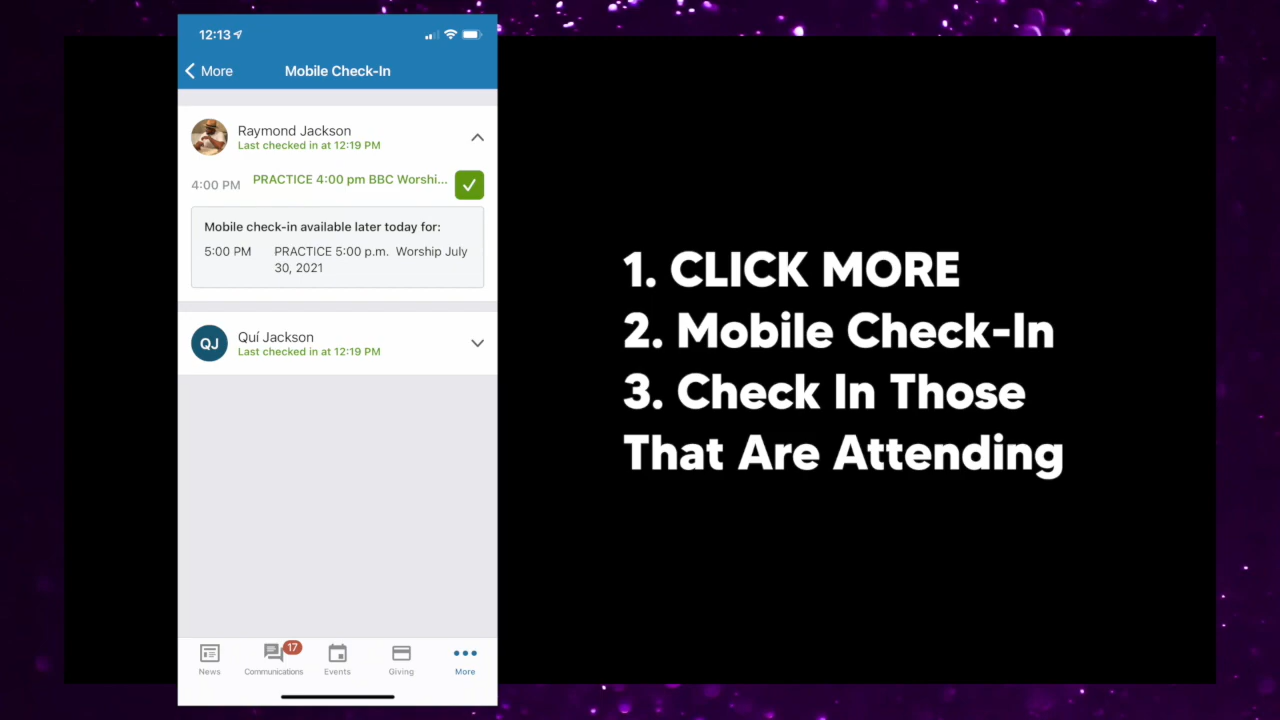 12:13
More
Mobile Check-In
Raymond Jackson
Last checked in at 12:19 PM
4:00 PM
PRACTICE 4:00 pm BBC Worshi...
Mobile check-in available later today for:
5:00 PM PRACTICE 5:00 p.m. Worship July
30, 2021
QJ
Quí Jackson
Last checked in at 12:19 PM
17
News
Communications
Events
Giving
More
1. CLICK MORE
2. Mobile Check-In
3. Check In Those
That Are Attending